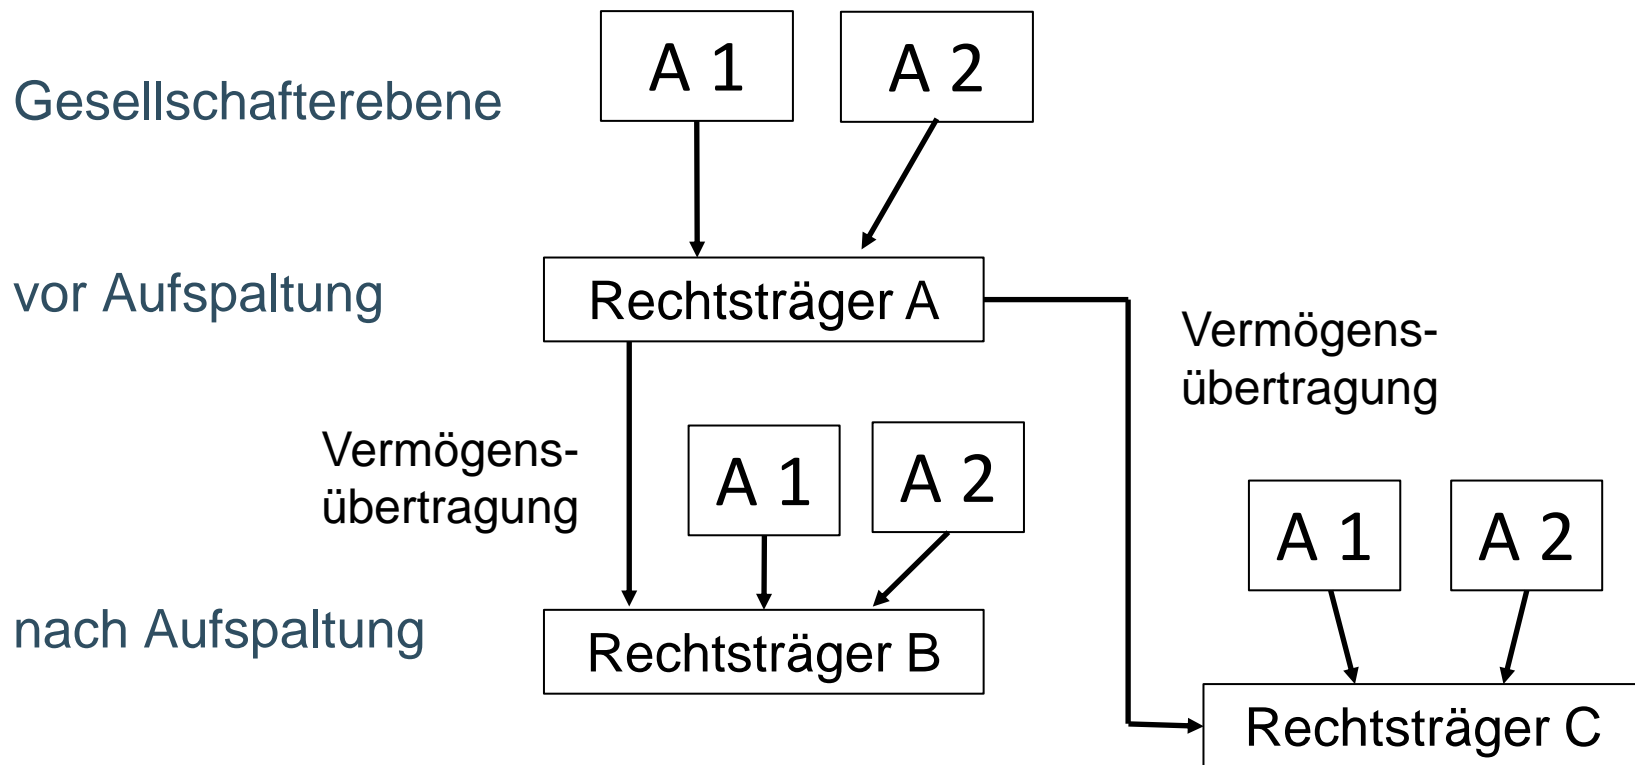 A 1
A 2
Gesellschafterebene
vor Aufspaltung
Rechtsträger A
Vermögens-
übertragung
Vermögens-
übertragung
A 1
A 2
A 1
A 2
nach Aufspaltung
Rechtsträger B
Rechtsträger C